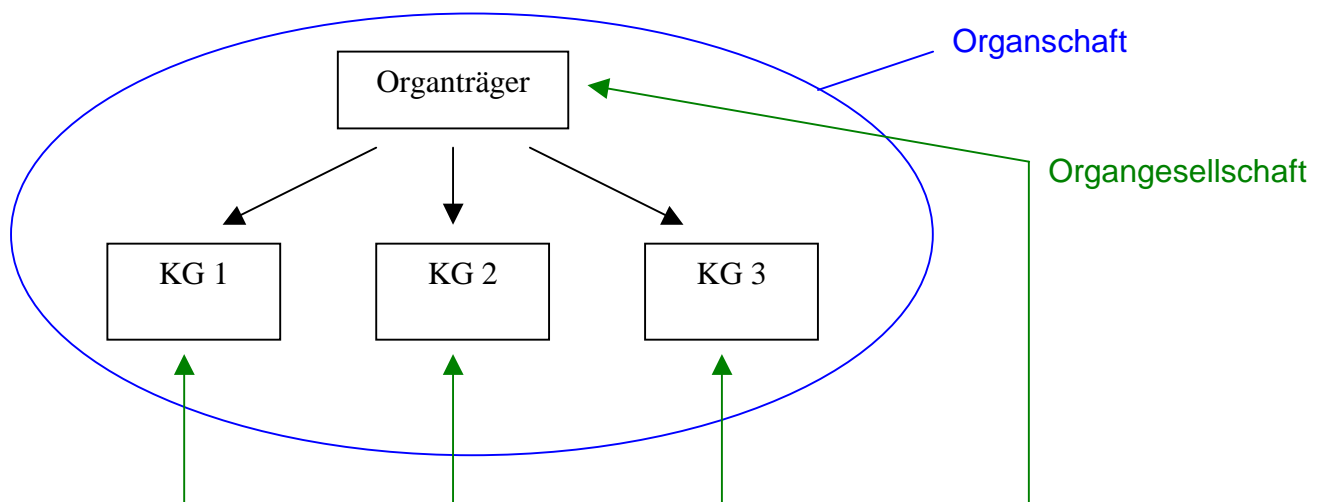 Organschaft
Organträger
Organgesellschaft
KG 1
KG 2
KG 3